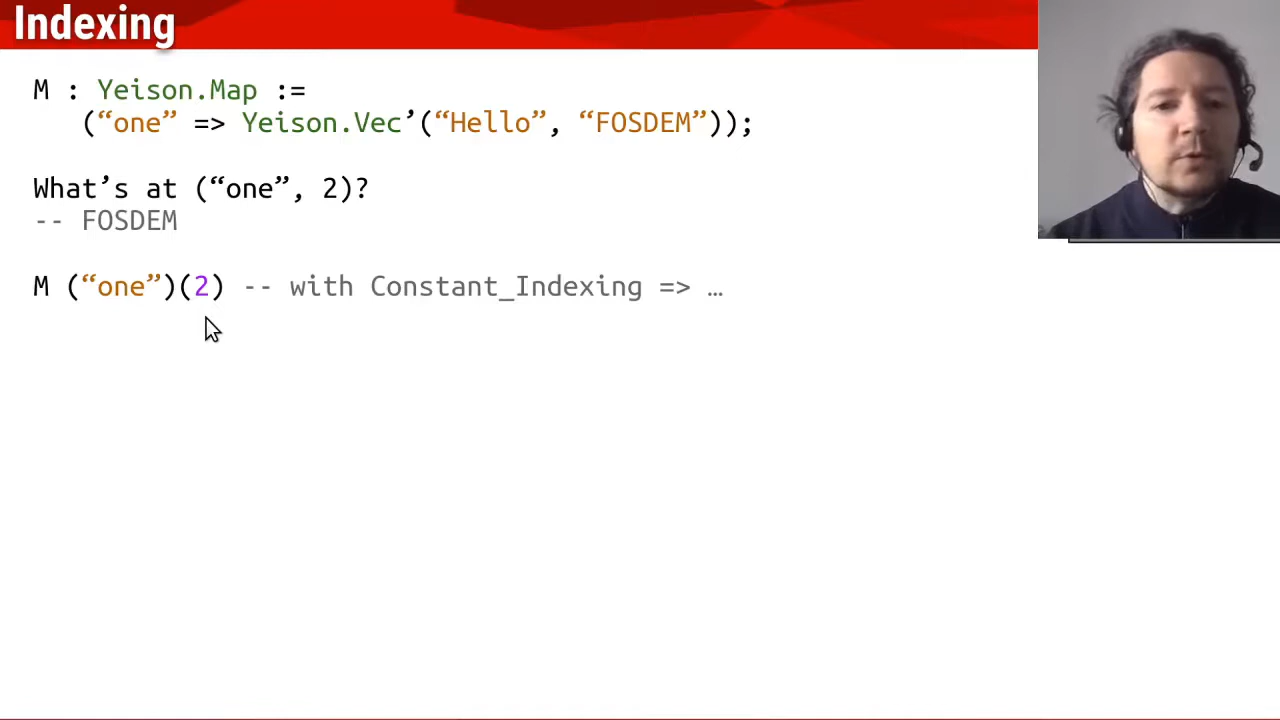 Indexing
M : Yeison.Map :=
(“one” => Yeison.Vec’(“Hello”, “FOSDEM”));
What’s at (“one”, 2)?
-- FOSDEM
M (“one”)(2) -- with Constant_Indexing => …